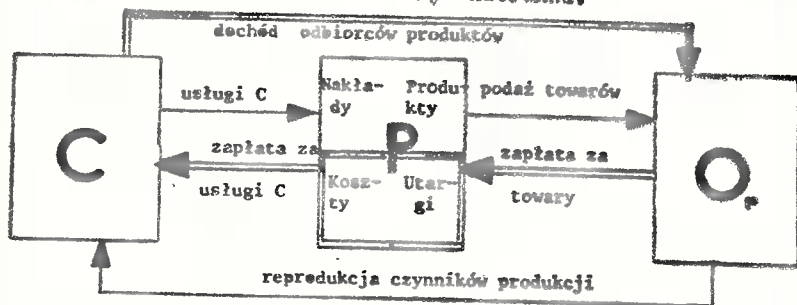 dochód odbiorców produktów
usługi C
Nakła- Produ- podaż towarów
dy kty
C
P
O_p
zapłata za
usługi C
Kosz- Utar-
ty gi
zapłata za
towary
reprodukcja czynników produkcji